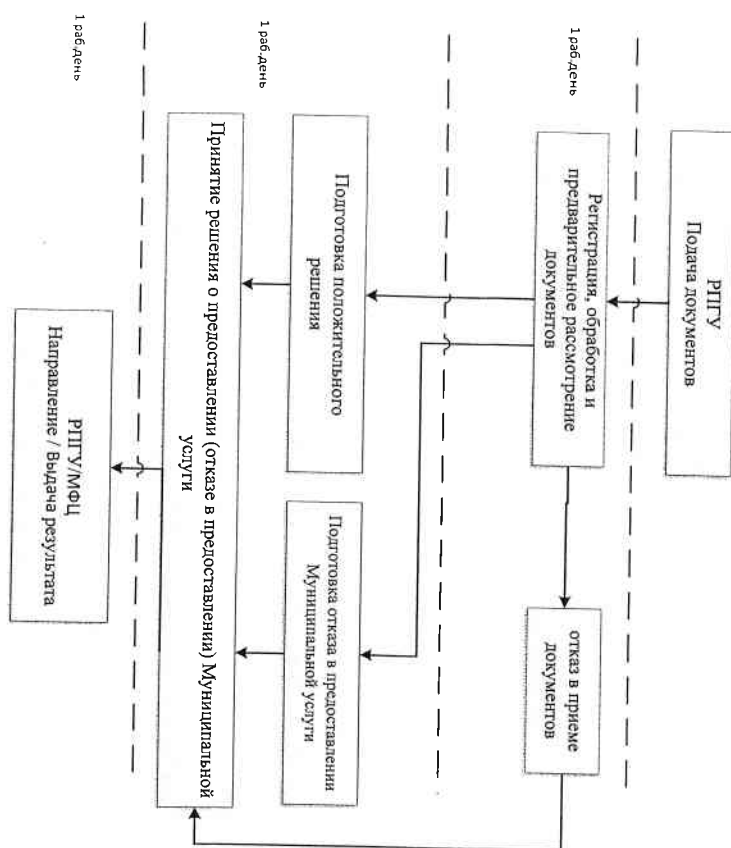 РПГУ
Подача документов
1 раб.день
Регистрация, обработка и
предварительное рассмотрение
документов
отказ в приеме
документов
1 раб.день
Подготовка положительного
решения
Подготовка отказа в предоставлении
Муниципальной услуги
Принятие решения о предоставлении (отказе в предоставлении) Муниципальной
услуги
1 раб.день
РПГУ/МФЦ
Направление / Выдача результата